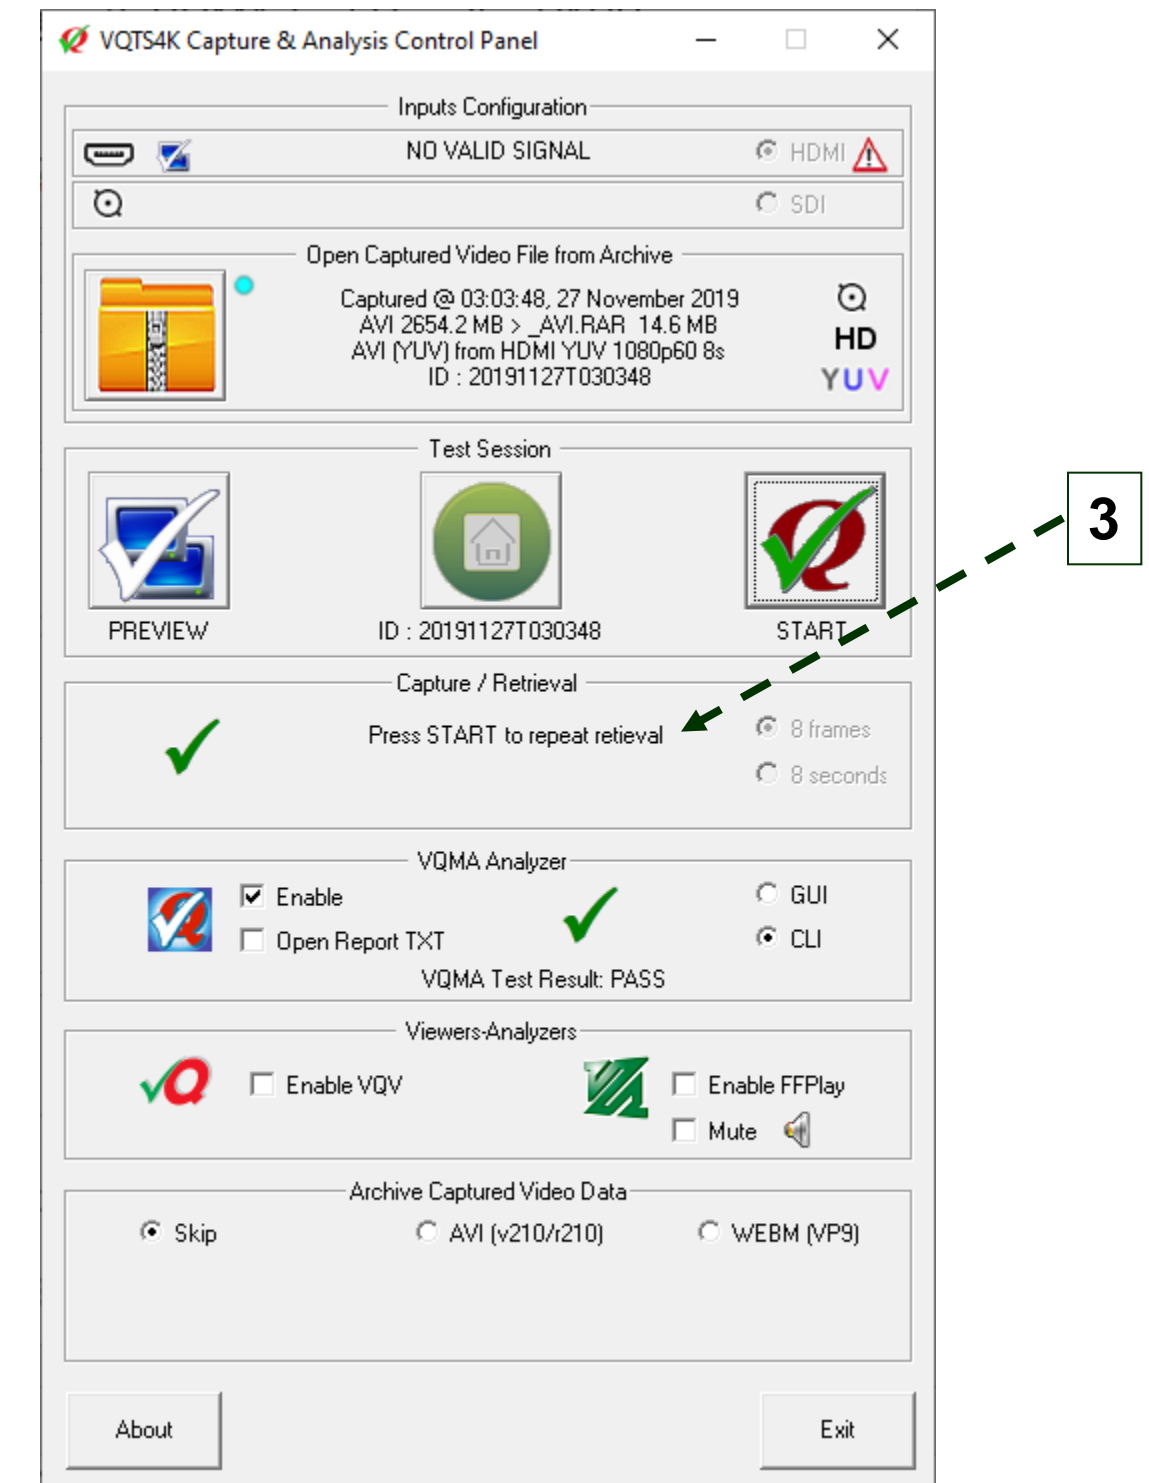 VQTS4K Capture & Analysis Control Panel
Inputs Configuration
NO VALID SIGNAL
HDMI
SDI
Open Captured Video File from Archive
Captured @ 03:03:48, 27 November 2019
AVI 2654.2 MB > _AVI.RAR 14.6 MB
AVI (YUV) from HDMI YUV 1080p60 8s
ID : 20191127T030348
HD
YUV
Test Session
3
PREVIEW
ID : 20191127T030348
START
Capture / Retrieval
Press START to repeat retieval
8 frames
8 seconds
VQMA Analyzer
Enable
GUI
Open Report TXT
CLI
VQMA Test Result: PASS
Viewers-Analyzers
Enable VQV
Enable FFPlay
Mute
Archive Captured Video Data
Skip
AVI (v210/r210)
WEBM (VP9)
About
Exit